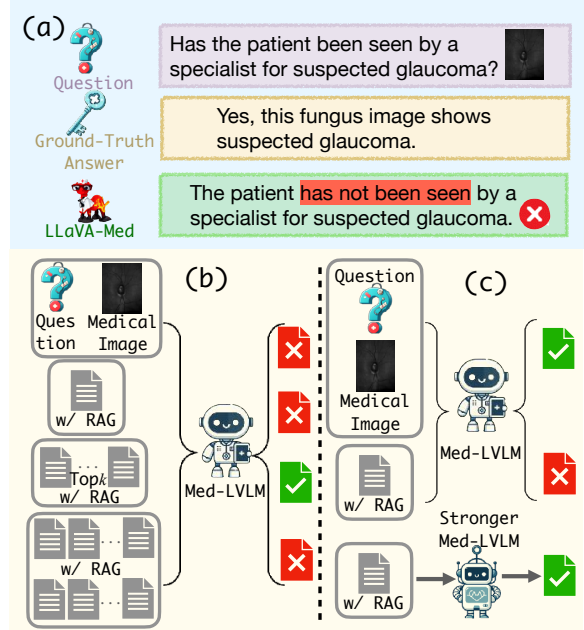 (a)
Question
Has the patient been seen by a
specialist for suspected glaucoma?
Ground-Truth
Answer
Yes, this fungus image shows
suspected glaucoma.
LLaVA-Med
The patient has not been seen by a
specialist for suspected glaucoma.
(b)
Ques
tion
Medical
Image
w/ RAG
...
Topk
w/ RAG
...
w/ RAG
...
Med-LVLM
(c)
Question
Medical
Image
w/ RAG
Med-LVLM
Stronger
Med-LVLM
w/ RAG